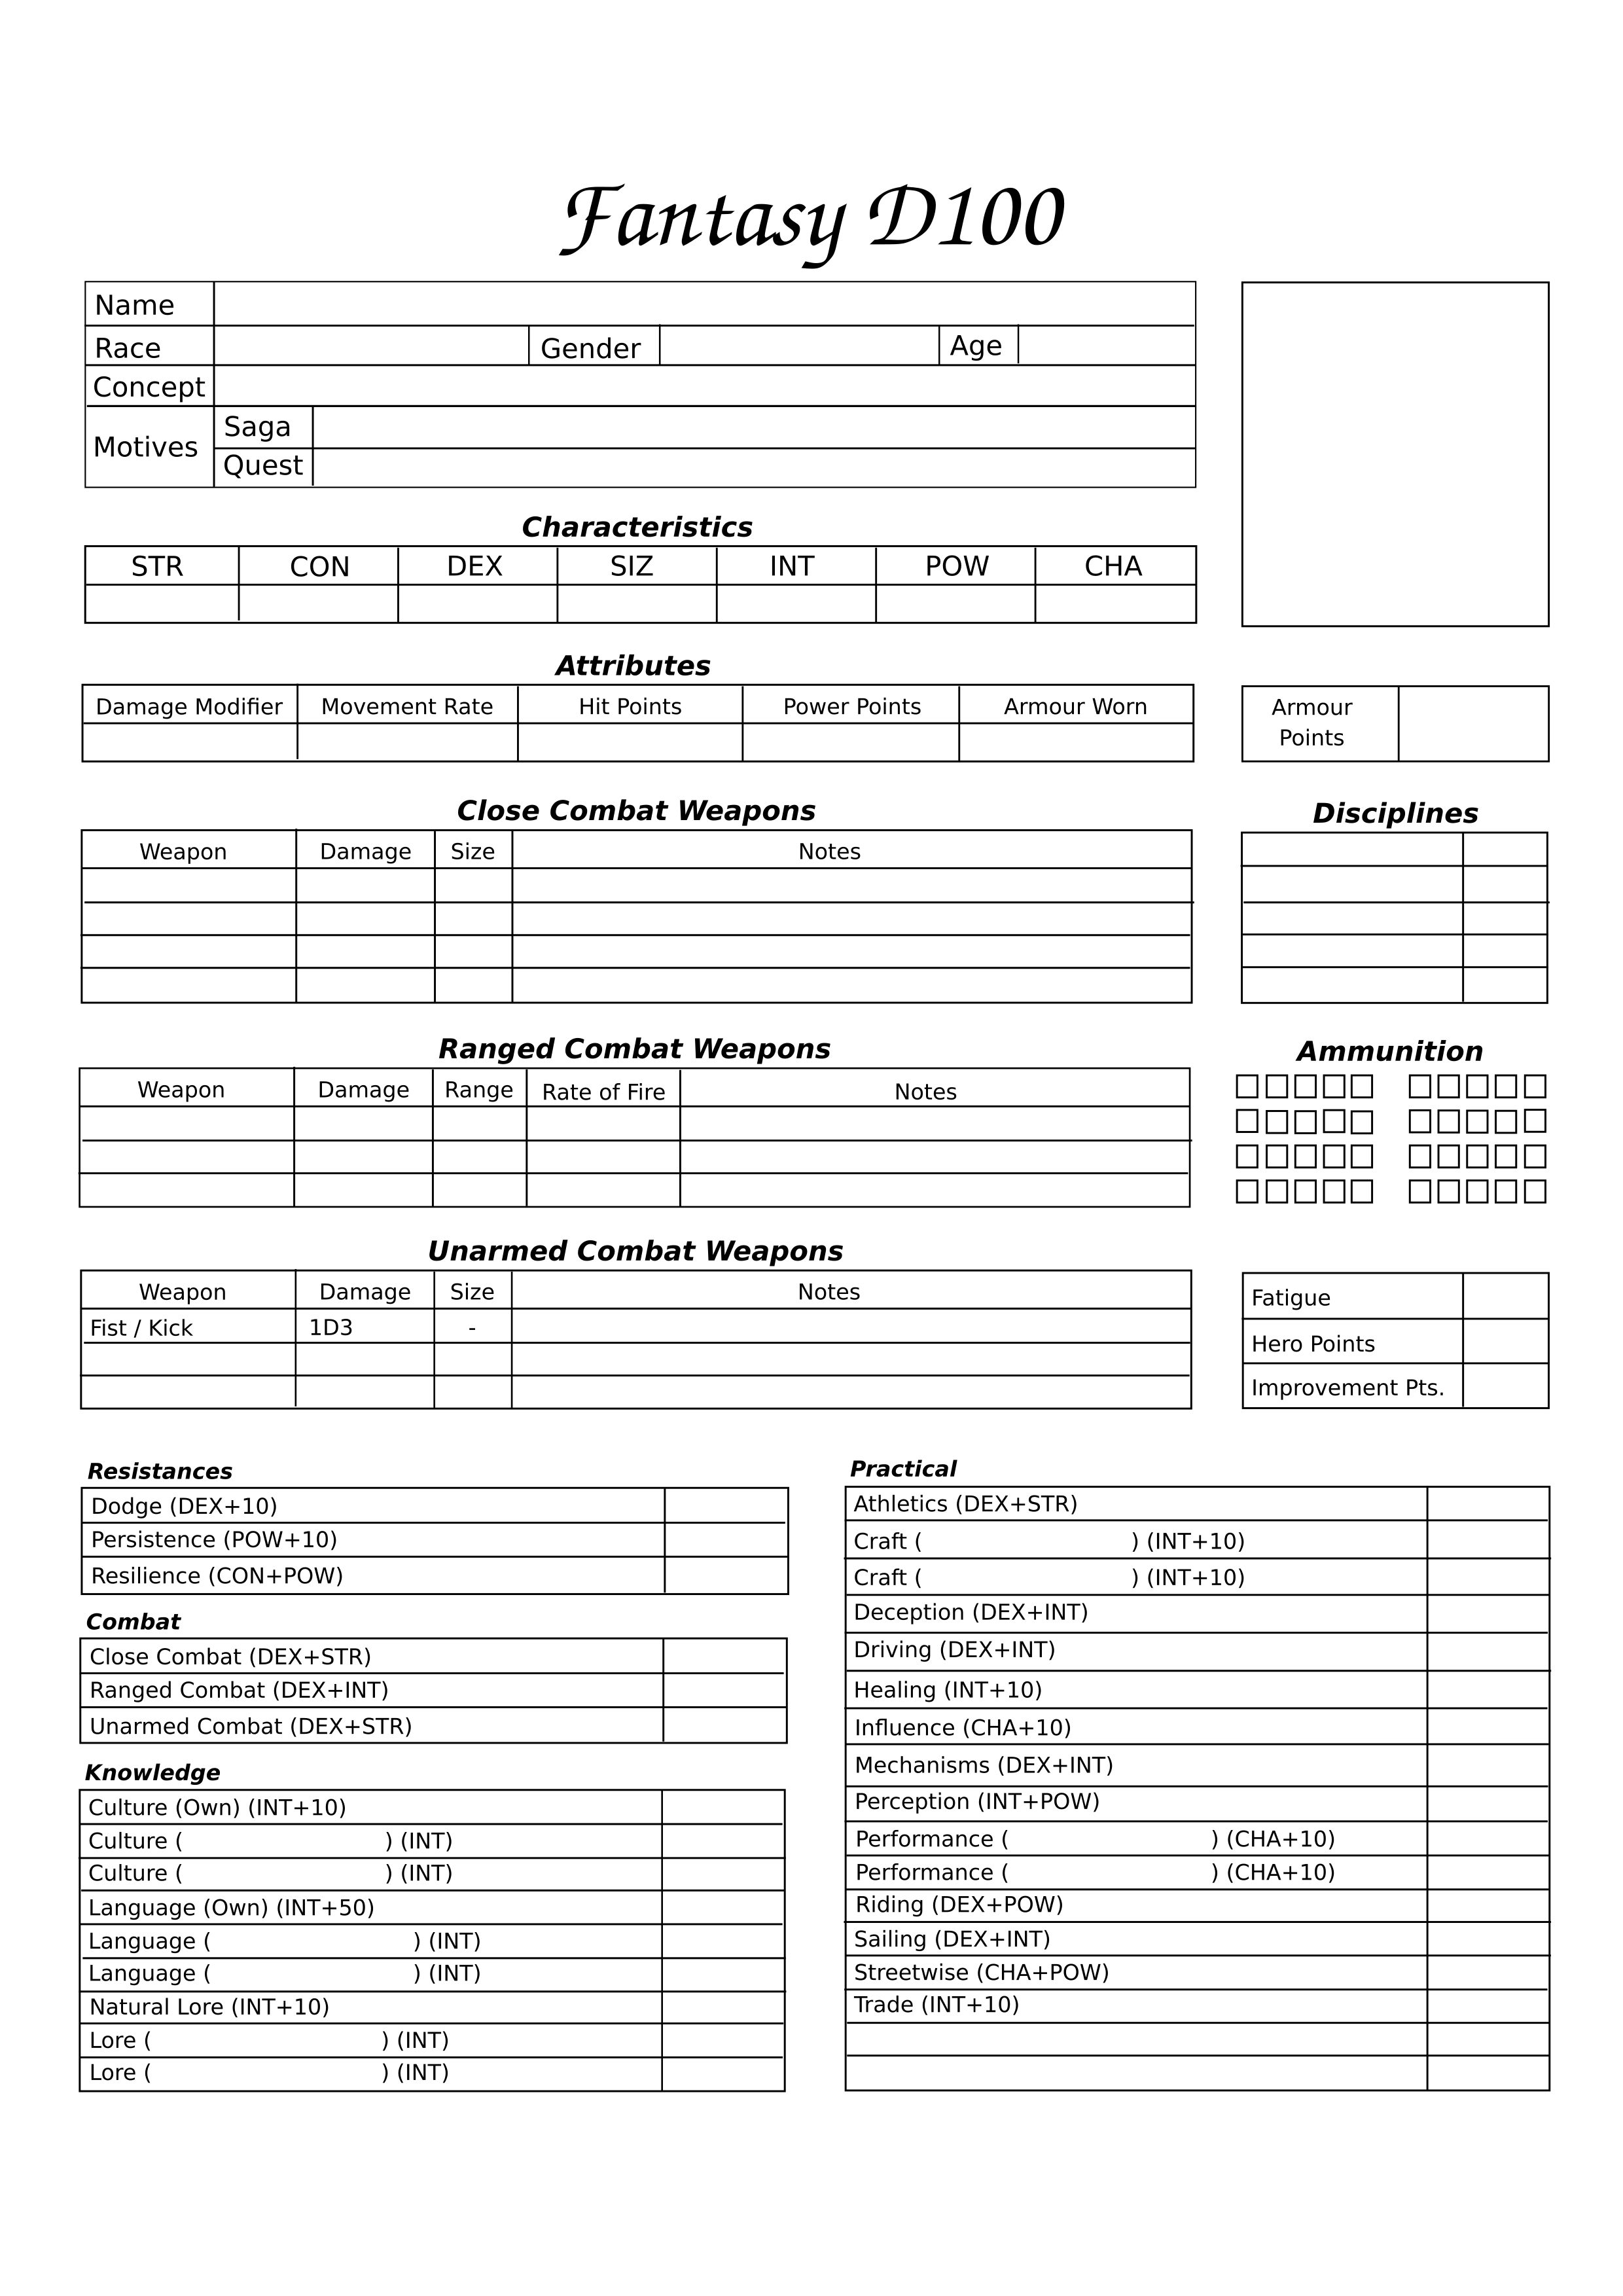 Fantasy D100
Name
Race Gender Age
Concept
Motives
Saga
Quest
Characteristics
STR CON DEX SIZ INT POW CHA
Attributes
Damage Modifier Movement Rate Hit Points Power Points Armour Worn
Armour
Points
Close Combat Weapons
Weapon Damage Size Notes
Disciplines
Ranged Combat Weapons
Weapon Damage Range Rate of Fire Notes
Ammunition
Unarmed Combat Weapons
Weapon Damage Size Notes
Fist / Kick 1D3 -
Fatigue
Hero Points
Improvement Pts.
Resistances
Dodge (DEX+10)
Persistence (POW+10)
Resilience (CON+POW)
Combat
Close Combat (DEX+STR)
Ranged Combat (DEX+INT)
Unarmed Combat (DEX+STR)
Knowledge
Culture (Own) (INT+10)
Culture ( ) (INT)
Culture ( ) (INT)
Language (Own) (INT+50)
Language ( ) (INT)
Language ( ) (INT)
Natural Lore (INT+10)
Lore ( ) (INT)
Lore ( ) (INT)
Practical
Athletics (DEX+STR)
Craft ( ) (INT+10)
Craft ( ) (INT+10)
Deception (DEX+INT)
Driving (DEX+INT)
Healing (INT+10)
Influence (CHA+10)
Mechanisms (DEX+INT)
Perception (INT+POW)
Performance ( ) (CHA+10)
Performance ( ) (CHA+10)
Riding (DEX+POW)
Sailing (DEX+INT)
Streetwise (CHA+POW)
Trade (INT+10)